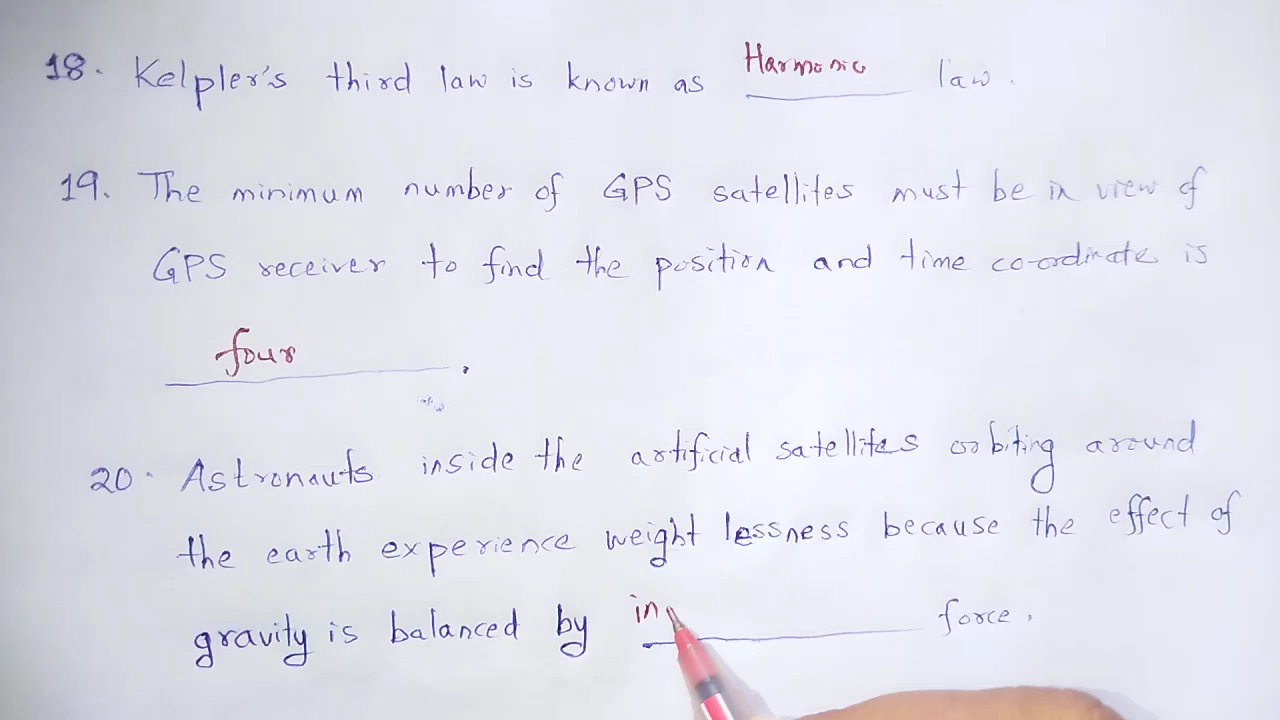 18. Kelpler's third law is known as Harmonic law.
19. The minimum number of GPS satellites must be in view of
GPS receiver to find the position and time co-ordinate is
four.
20. Astronauts inside the artificial satellites orbiting around
the earth experience weight lessness because the effect of
gravity is balanced by in force.